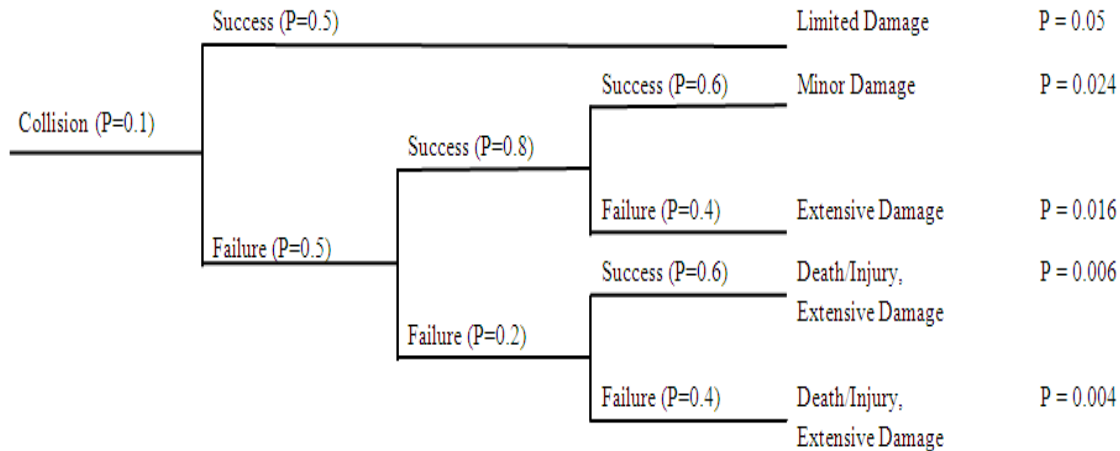 Success (P=0.5)
Limited Damage
P = 0.05
Success (P=0.6)
Minor Damage
P = 0.024
Collision (P=0.1)
Success (P=0.8)
Failure (P=0.4)
Extensive Damage
P = 0.016
Failure (P=0.5)
Success (P=0.6)
Death/Injury,
Extensive Damage
P = 0.006
Failure (P=0.2)
Failure (P=0.4)
Death/Injury,
Extensive Damage
P = 0.004